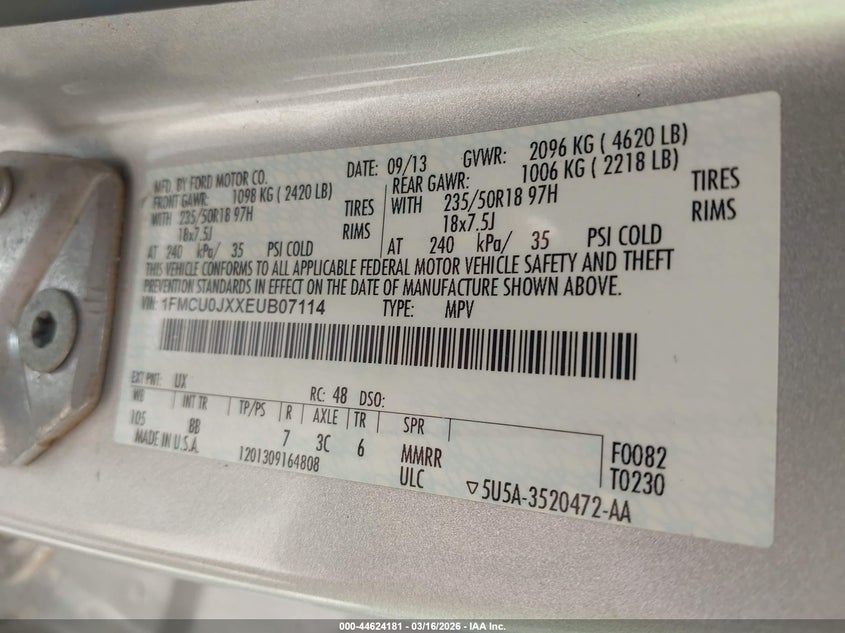 MFD. BY FORD MOTOR CO.
DATE: 09/13 GVWR: 2096 KG ( 4620 LB)
FRONT GAWR: 1098 KG ( 2420 LB)
REAR GAWR: 1006 KG ( 2218 LB)
WITH 235/50R18 97H TIRES
WITH 235/50R18 97H TIRES
18x7.5J RIMS
18x7.5J RIMS
AT 240 kPa/ 35 PSI COLD
AT 240 kPa/ 35 PSI COLD
THIS VEHICLE CONFORMS TO ALL APPLICABLE FEDERAL MOTOR VEHICLE SAFETY AND THEFT
PREVENTION STANDARDS IN EFFECT ON THE DATE OF MANUFACTURE SHOWN ABOVE.
VIN: 1FMCU0JXXEUB07114 TYPE: MPV
EXT PNT: UX RC: 48 DSO:
WB INT TR TP/PS R AXLE TR SPR
105 BB 7 3C 6 MMRR F0082
MADE IN U.S.A. 1201309164808 ULC T0230
▽5U5A-3520472-AA
000-44624181 - 03/16/2026 - IAA Inc.